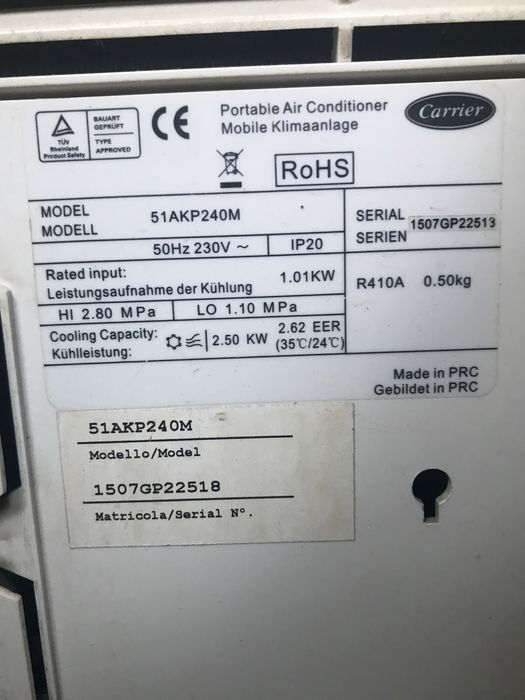 Portable Air Conditioner
Mobile Klimaanlage
Carrier
TÜV
Rheinland
Product Safety
BAUART
GEPRÜFT
TYPE
APPROVED
CE
RoHS
MODEL
MODELL
51AKP240M
SERIAL
SERIEN
1507GP22513
50Hz 230V ~
IP20
Rated input:
Leistungsaufnahme der Kühlung
1.01KW
R410A 0.50kg
HI 2.80 MPa
LO 1.10 MPa
Cooling Capacity:
Kühlleistung:
2.50 KW
2.62 EER
(35℃/24℃)
Made in PRC
Gebildet in PRC
51AKP240M
Modello/Model
1507GP22518
Matricola/Serial N°.